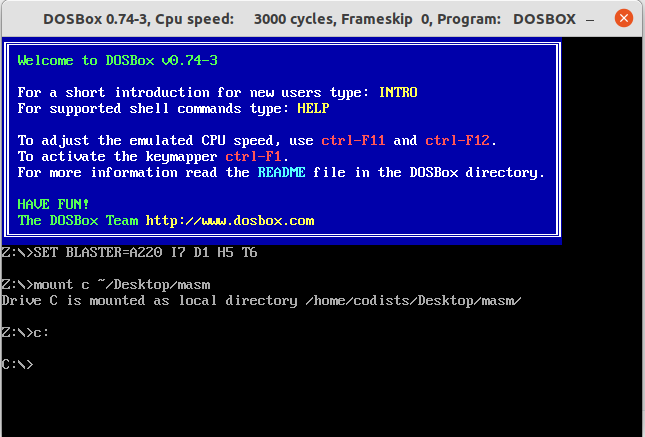 DOSBox 0.74-3, Cpu speed: 3000 cycles, Frameskip 0, Program: DOSBOX
Welcome to DOSBox v0.74-3
For a short introduction for new users type: INTRO
For supported shell commands type: HELP
To adjust the emulated CPU speed, use ctrl-F11 and ctrl-F12.
To activate the keymapper ctrl-F1.
For more information read the README file in the DOSBox directory.
HAVE FUN!
The DOSBox Team http://www.dosbox.com
Z:\>SET BLASTER=A220 I7 D1 H5 T6
Z:\>mount c ~/Desktop/masm
Drive C is mounted as local directory /home/codists/Desktop/masm/
Z:\>c:
C:\>